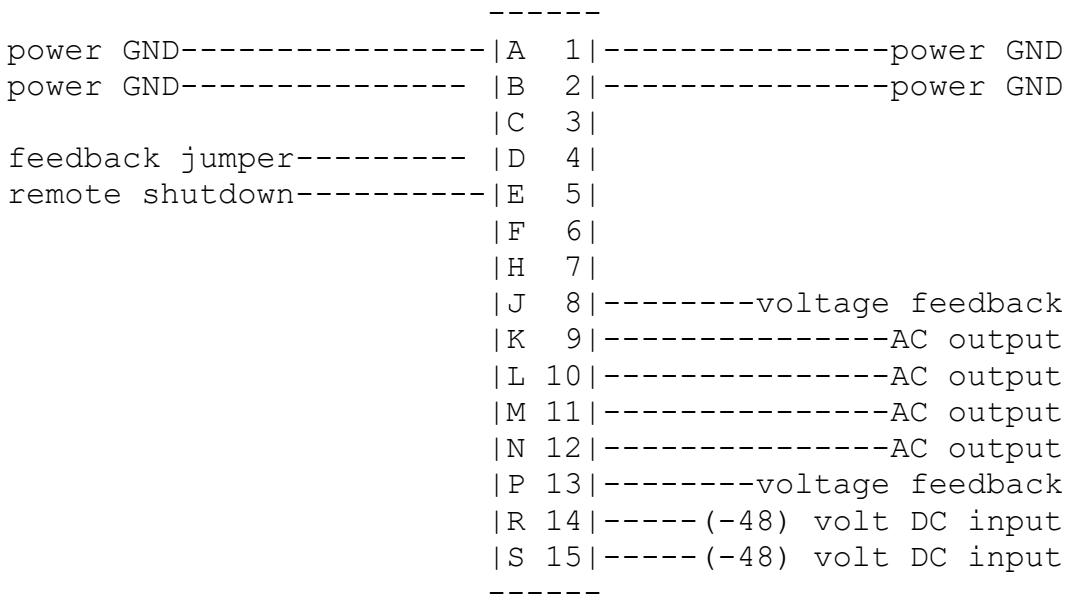 ------
power GND----------------|A  1|---------------power GND
power GND--------------- |B  2|---------------power GND
|C  3|
feedback jumper--------- |D  4|
remote shutdown----------|E  5|
|F  6|
|H  7|
|J  8|--------voltage feedback
|K  9|---------------AC output
|L 10|---------------AC output
|M 11|---------------AC output
|N 12|---------------AC output
|P 13|--------voltage feedback
|R 14|-----(-48) volt DC input
|S 15|-----(-48) volt DC input
------